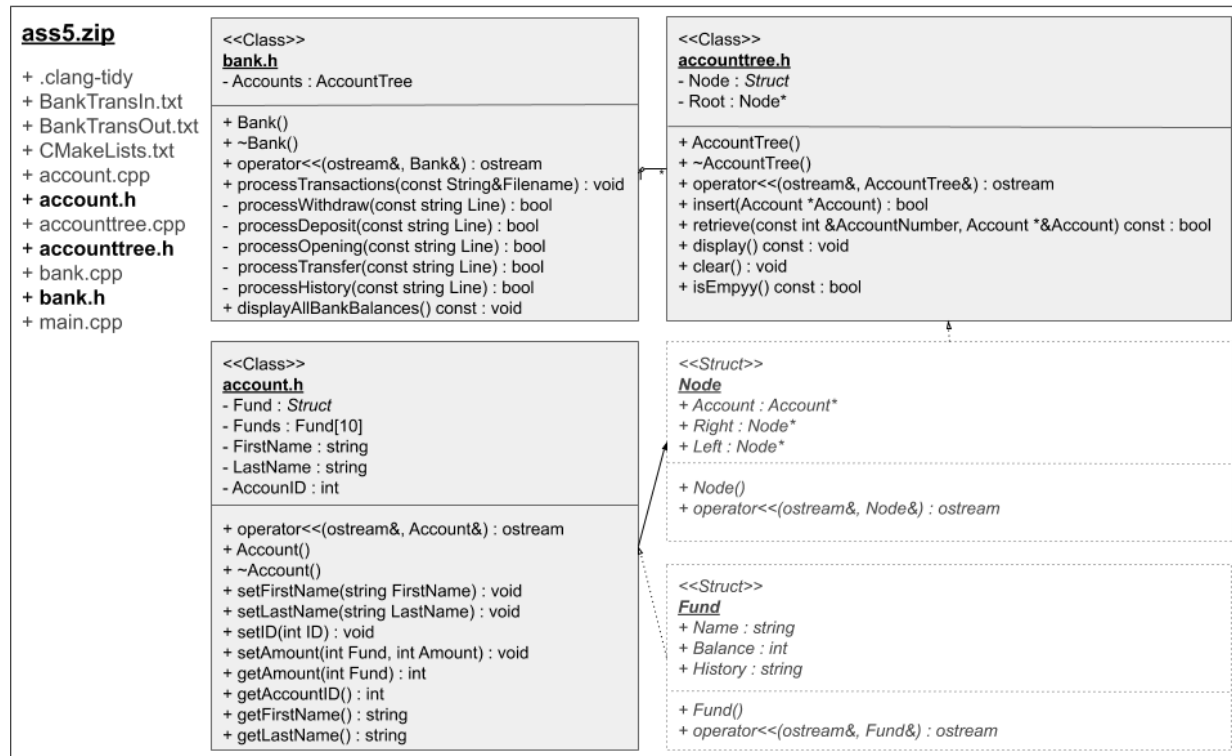 ass5.zip
+ .clang-tidy
+ BankTransIn.txt
+ BankTransOut.txt
+ CMakeLists.txt
+ account.cpp
+ account.h
+ accounttree.cpp
+ accounttree.h
+ bank.cpp
+ bank.h
+ main.cpp
<<Class>>
bank.h
- Accounts : AccountTree
+ Bank()
+ ~Bank()
+ operator<<(ostream&, Bank&) : ostream
+ processTransactions(const String&Filename) : void
- processWithdraw(const string Line) : bool
- processDeposit(const string Line) : bool
- processOpening(const string Line) : bool
- processTransfer(const string Line) : bool
- processHistory(const string Line) : bool
+ displayAllBankBalances() const : void
*
<<Class>>
accounttree.h
- Node : Struct
- Root : Node*
+ AccountTree()
+ ~AccountTree()
+ operator<<(ostream&, AccountTree&) : ostream
+ insert(Account *Account) : bool
+ retrieve(const int &AccountNumber, Account *&Account) const : bool
+ display() const : void
+ clear() : void
+ isEmpyy() const : bool
<<Class>>
account.h
- Fund : Struct
- Funds : Fund[10]
- FirstName : string
- LastName : string
- AccounID : int
+ operator<<(ostream&, Account&) : ostream
+ Account()
+ ~Account()
+ setFirstName(string FirstName) : void
+ setLastName(string LastName) : void
+ setID(int ID) : void
+ setAmount(int Fund, int Amount) : void
+ getAmount(int Fund) : int
+ getAccountID() : int
+ getFirstName() : string
+ getLastName() : string
<<Struct>>
Node
+ Account : Account*
+ Right : Node*
+ Left : Node*
+ Node()
+ operator<<(ostream&, Node&) : ostream
<<Struct>>
Fund
+ Name : string
+ Balance : int
+ History : string
+ Fund()
+ operator<<(ostream&, Fund&) : ostream